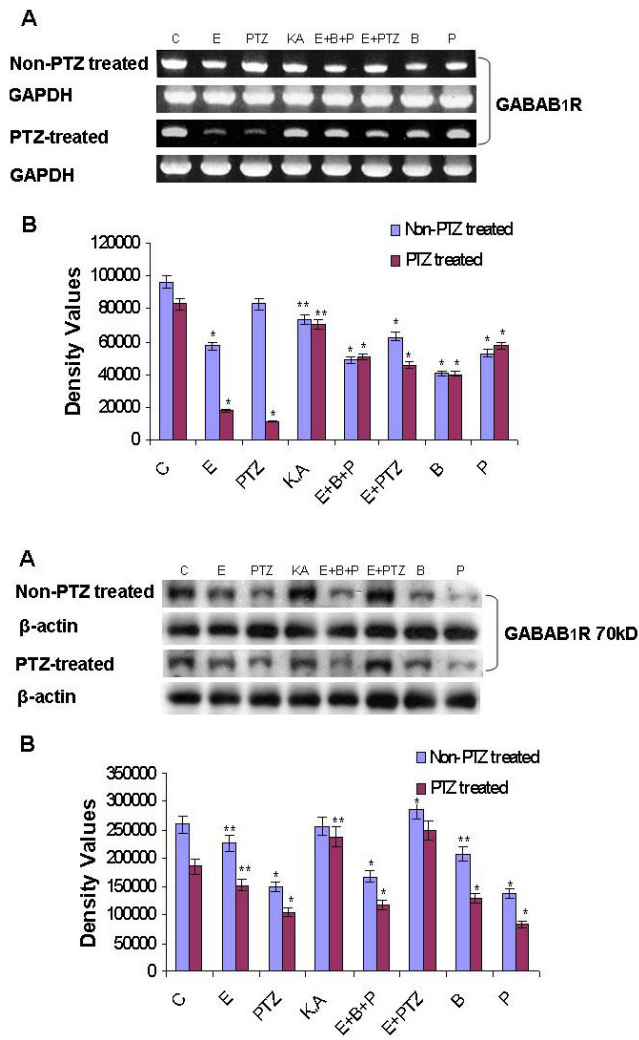 A
C E PTZ KA E+B+P E+PTZ B P
Non-PTZ treated
GAPDH
GABAB1R
PTZ-treated
GAPDH
B
Non-PTZ treated
PTZ treated
Density Values
120000
100000
80000
60000
40000
20000
0
* * * ** ** * * * * * * * *
C E PTZ K.A E+B+P E+PTZ B P
A
C E PTZ KA E+B+P E+PTZ B P
Non-PTZ treated
β-actin
GABAB1R 70kD
PTZ-treated
β-actin
B
Non-PTZ treated
PTZ treated
Density Values
350000
300000
250000
200000
150000
100000
50000
0
** ** * * ** * * * ** * * *
C E PTZ K.A E+B+P E+PTZ B P